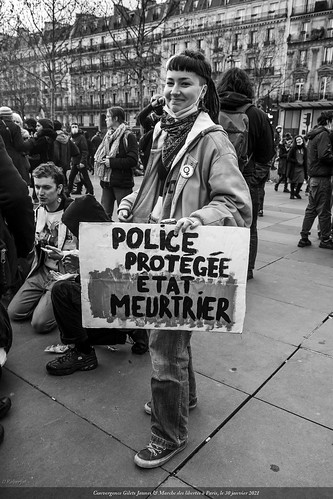 POLICE
PROTÉGÉE
ÉTAT
MEURTRIER
Convergence Gilets Jaunes & Marche des libertés à Paris, le 30 janvier 2021